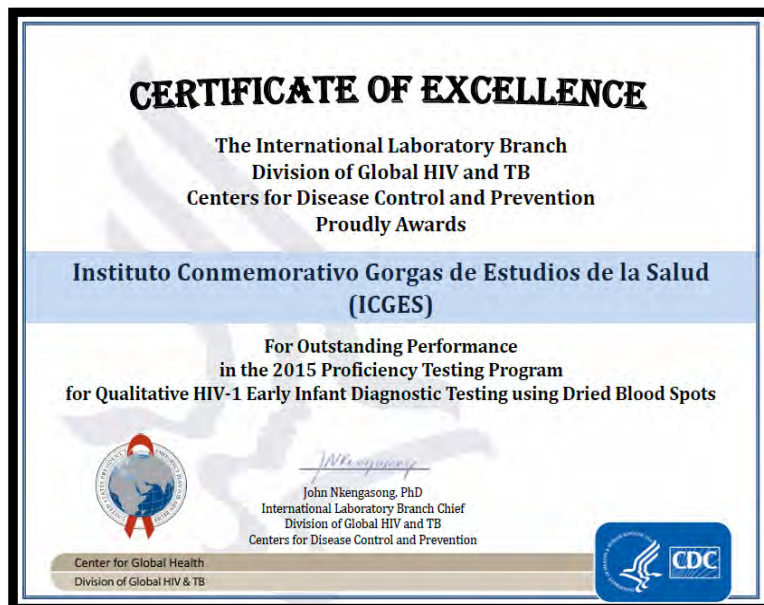 CERTIFICATE OF EXCELLENCE
The International Laboratory Branch
Division of Global HIV and TB
Centers for Disease Control and Prevention
Proudly Awards
Instituto Conmemorativo Gorgas de Estudios de la Salud
(ICGES)
For Outstanding Performance
in the 2015 Proficiency Testing Program
for Qualitative HIV-1 Early Infant Diagnostic Testing using Dried Blood Spots
JNkengasong
John Nkengasong, PhD
International Laboratory Branch Chief
Division of Global HIV and TB
Centers for Disease Control and Prevention
Center for Global Health
Division of Global HIV & TB
CDC